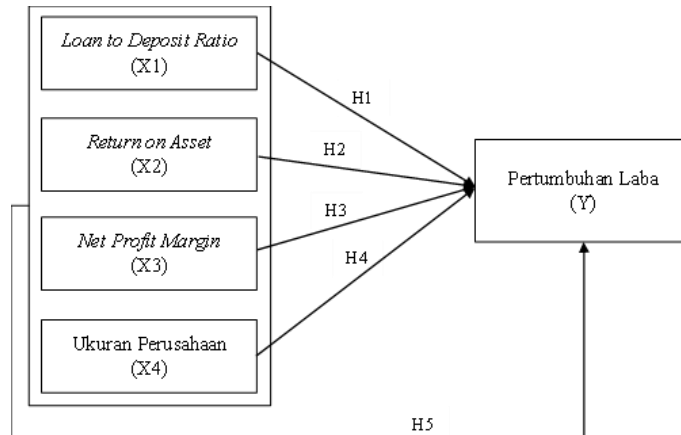 Loan to Deposit Ratio
(X1)
H1
Return on Asset
(X2)
H2
Pertumbuhan Laba
(Y)
Net Profit Margin
(X3)
H3
H4
Ukuran Perusahaan
(X4)
H5